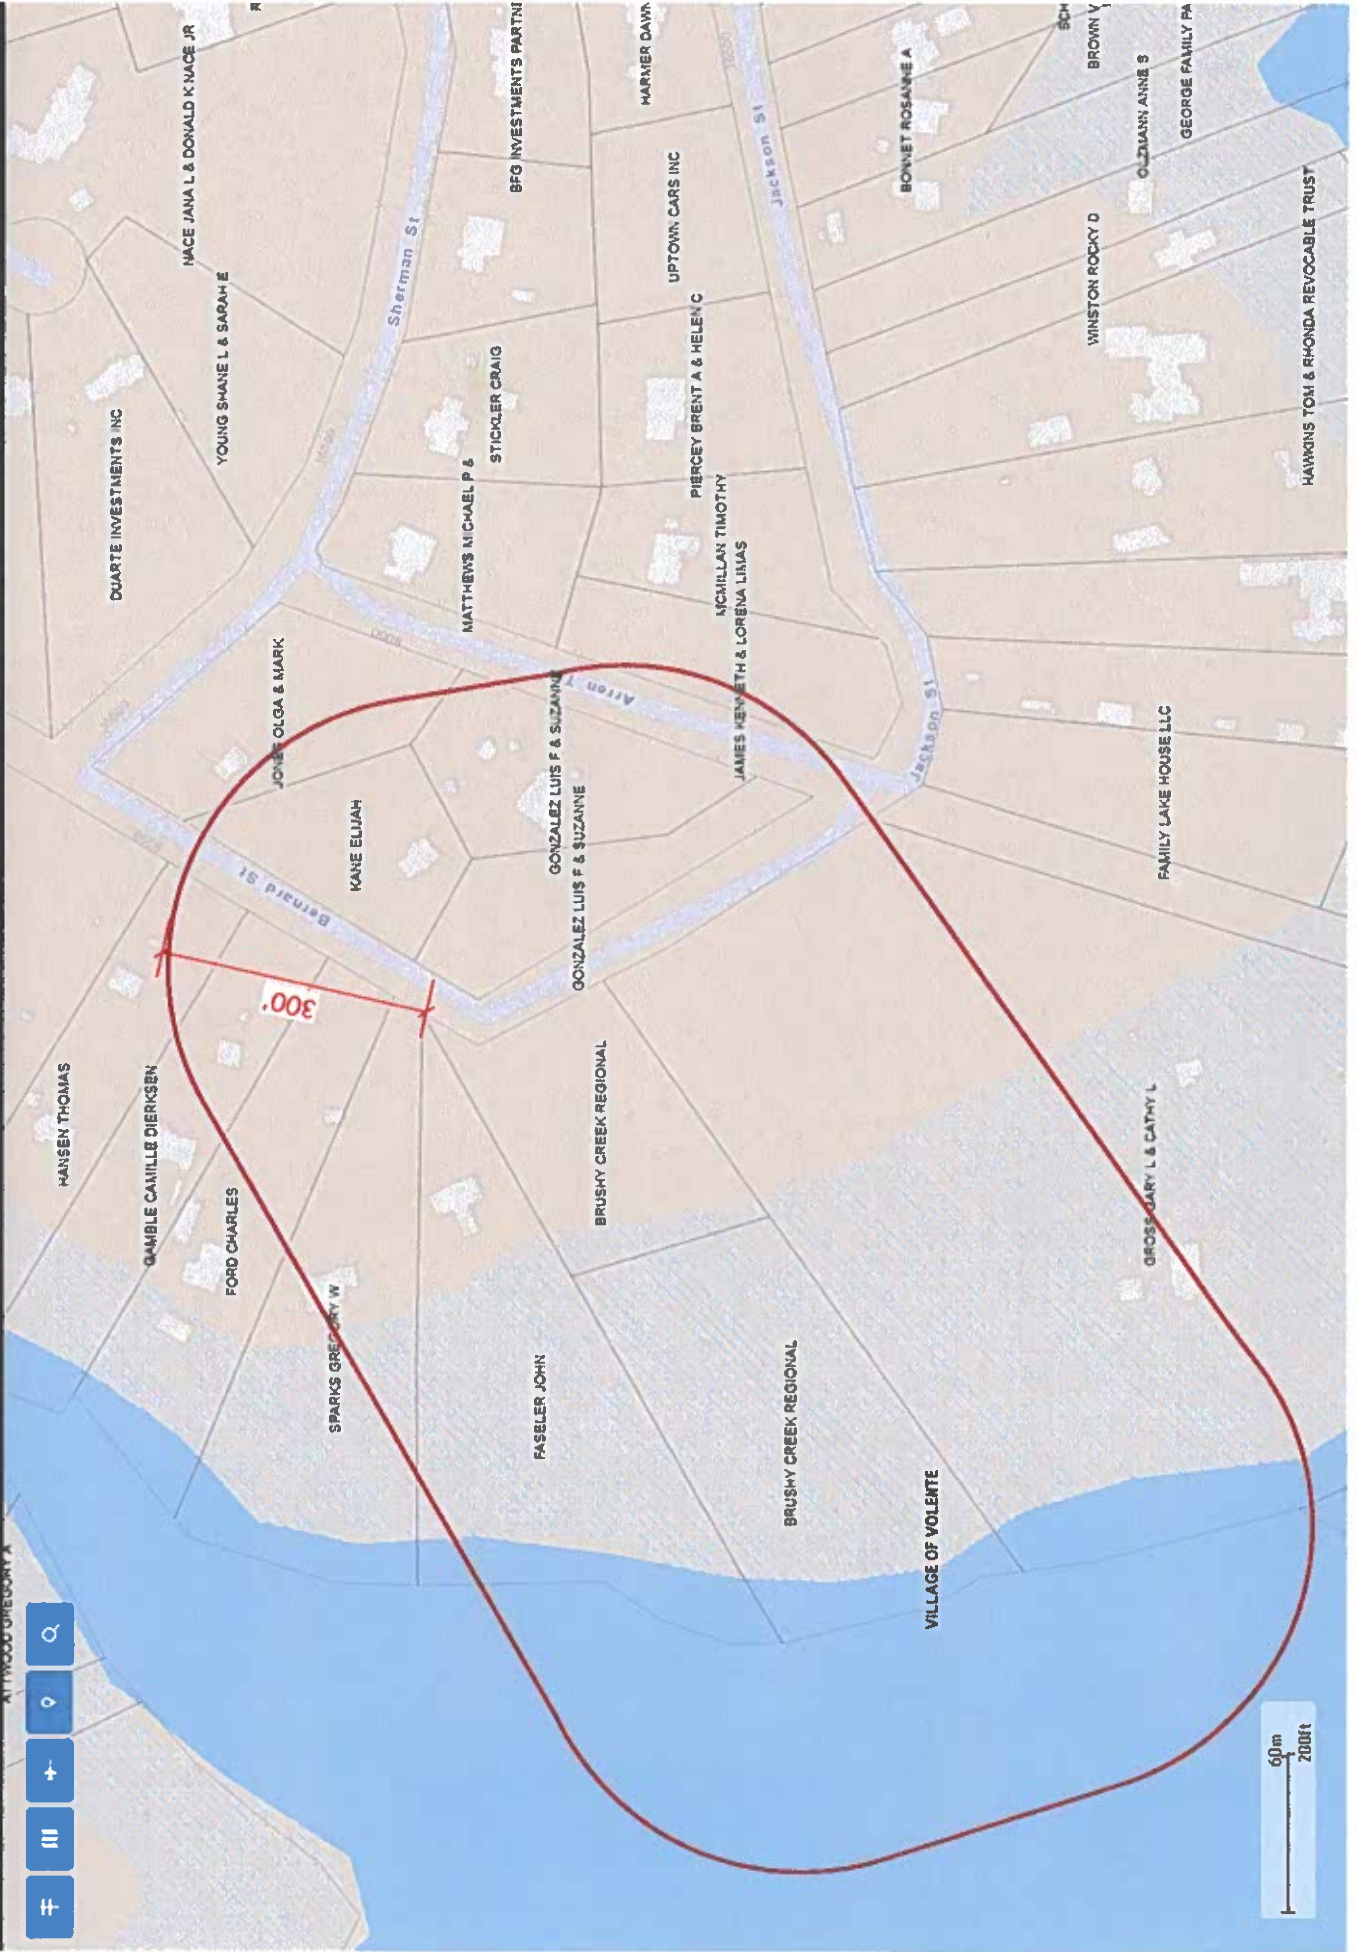 NACE JANA L & DONALD K NACE JR
YOUNG SHANE L & SARAH E
DUARTE INVESTMENTS INC
Sherman St
BFG INVESTMENTS PARTN
HARMER DAWN
UPTOWN CARS INC
Jackson St
BONNET ROSANNE A
SCH
BROWN V
OLZMANN ANNE S
GEORGE FAMILY PA
WINSTON ROCKY D
HAWKINS TOM & RHONDA REVOCABLE TRUST
STICKLER CRAIG
MATTHEWS MICHAEL P &
PIERCEY BRENT A & HELEN C
MCMILLAN TIMOTHY
JAMES KENNETH & LORENA LIMAS
JONES OLGA & MARK
KANE ELIJAH
GONZALEZ LUIS F & SUZANNE
GONZALEZ LUIS F & SUZANNE
Arron
Jackson St
FAMILY LAKE HOUSE LLC
Bernard St
300'
HANSEN THOMAS
GAMBLE CAMILLE DIERKSEN
FORD CHARLES
SPARKS GREGORY W
FASELER JOHN
BRUSHY CREEK REGIONAL
BRUSHY CREEK REGIONAL
GROSS GARY L & CATHY L
VILLAGE OF VOLENTE
60m
200ft